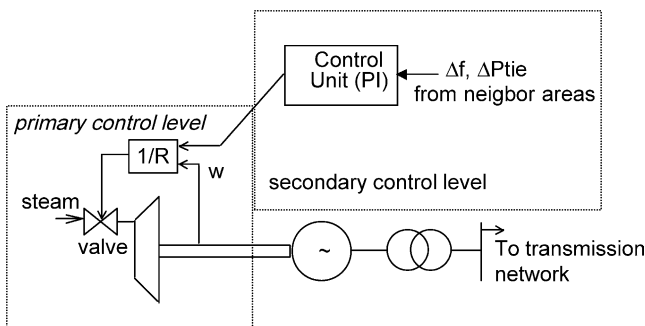 Control
Unit (PI)
Δf, ΔPtie
from neigbor areas
primary control level
1/R
w
secondary control level
steam
valve
~
To transmission
network